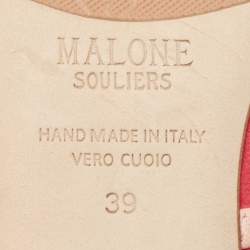 MALONE
SOULIERS
HAND MADE IN ITALY
VERO CUOIO
39